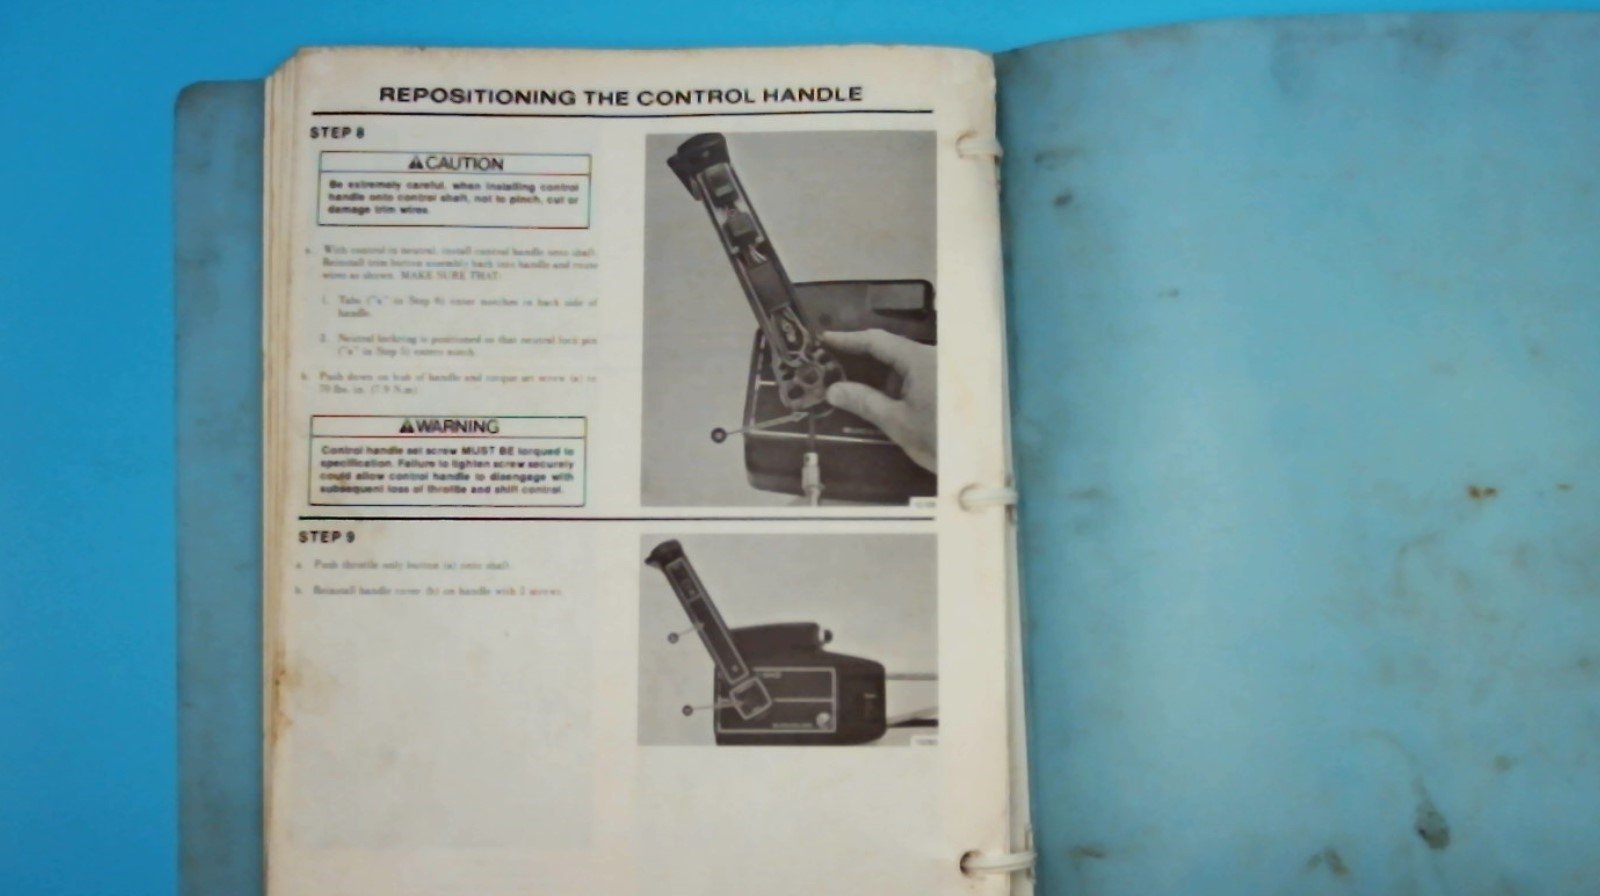 REPOSITIONING THE CONTROL HANDLE
STEP 8
CAUTION
Be extremely careful, when installing control
handle onto control shaft, not to pinch, cut or
damage trim wires.
a. With control in neutral, install control handle onto shaft.
Reinstall trim button assembly back into handle and route
wires as shown. MAKE SURE THAT:
1. Tabs ("a" in Step 6) enter notches in back side of
handle.
2. Neutral lockring is positioned so that neutral lock pin
("a" in Step 5) enters notch.
b. Push down on hub of handle and torque set screw (a) to
70 lbs. in. (7.9 N·m)
WARNING
Control handle set screw MUST BE torqued to
specification. Failure to tighten screw securely
could allow control handle to disengage with
subsequent loss of throttle and shift control.
STEP 9
a. Push throttle only button (a) onto shaft.
b. Reinstall handle cover (b) on handle with 2 screws.